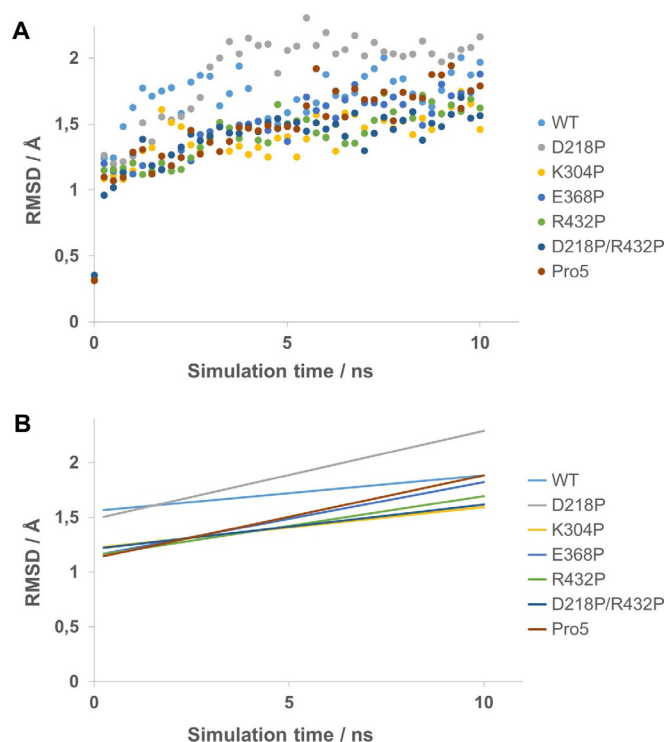 A
RMSD / Å
2
1,5
1
0,5
0
0
5
10
Simulation time / ns
WT
D218P
K304P
E368P
R432P
D218P/R432P
Pro5
B
RMSD / Å
2
1,5
1
0,5
0
0
5
10
Simulation time / ns
WT
D218P
K304P
E368P
R432P
D218P/R432P
Pro5